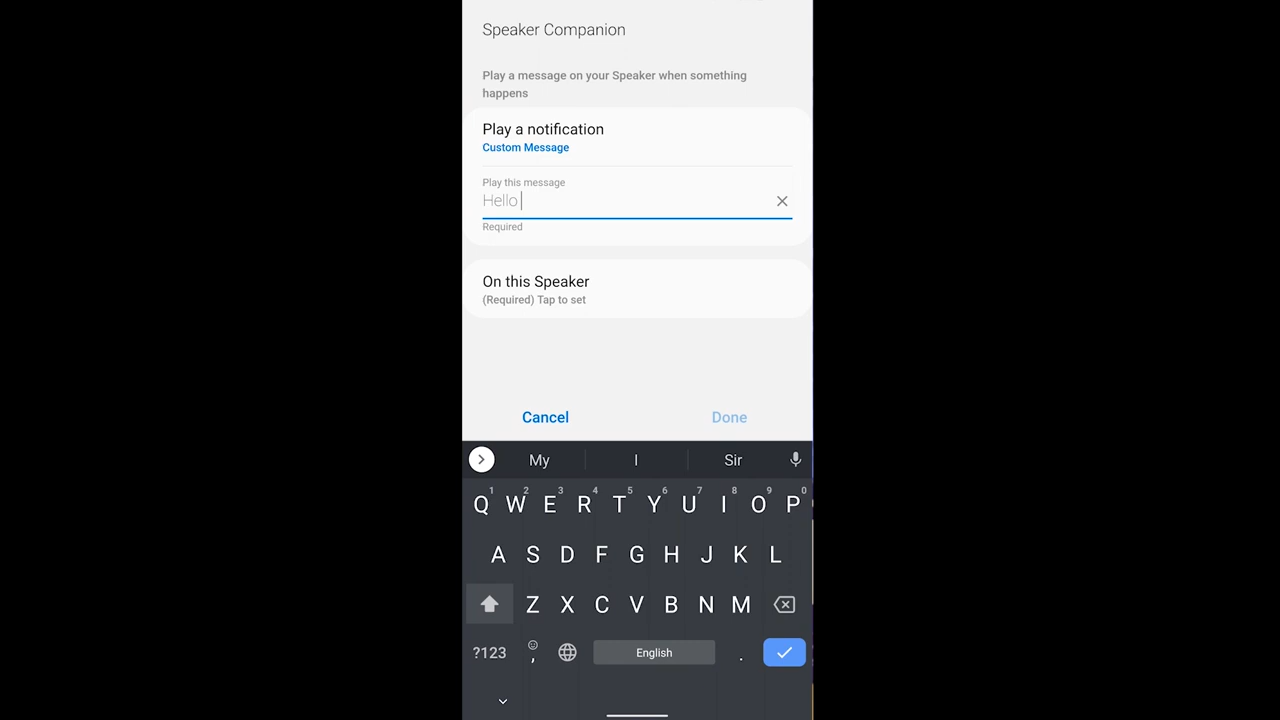 Speaker Companion
Play a message on your Speaker when something
happens
Play a notification
Custom Message
Play this message
Hello
Required
On this Speaker
(Required) Tap to set
Cancel Done
My I Sir
1 2 3 4 5 6 7 8 9 0
Q W E R T Y U I O P
A S D F G H J K L
Z X C V B N M
?123 , English .